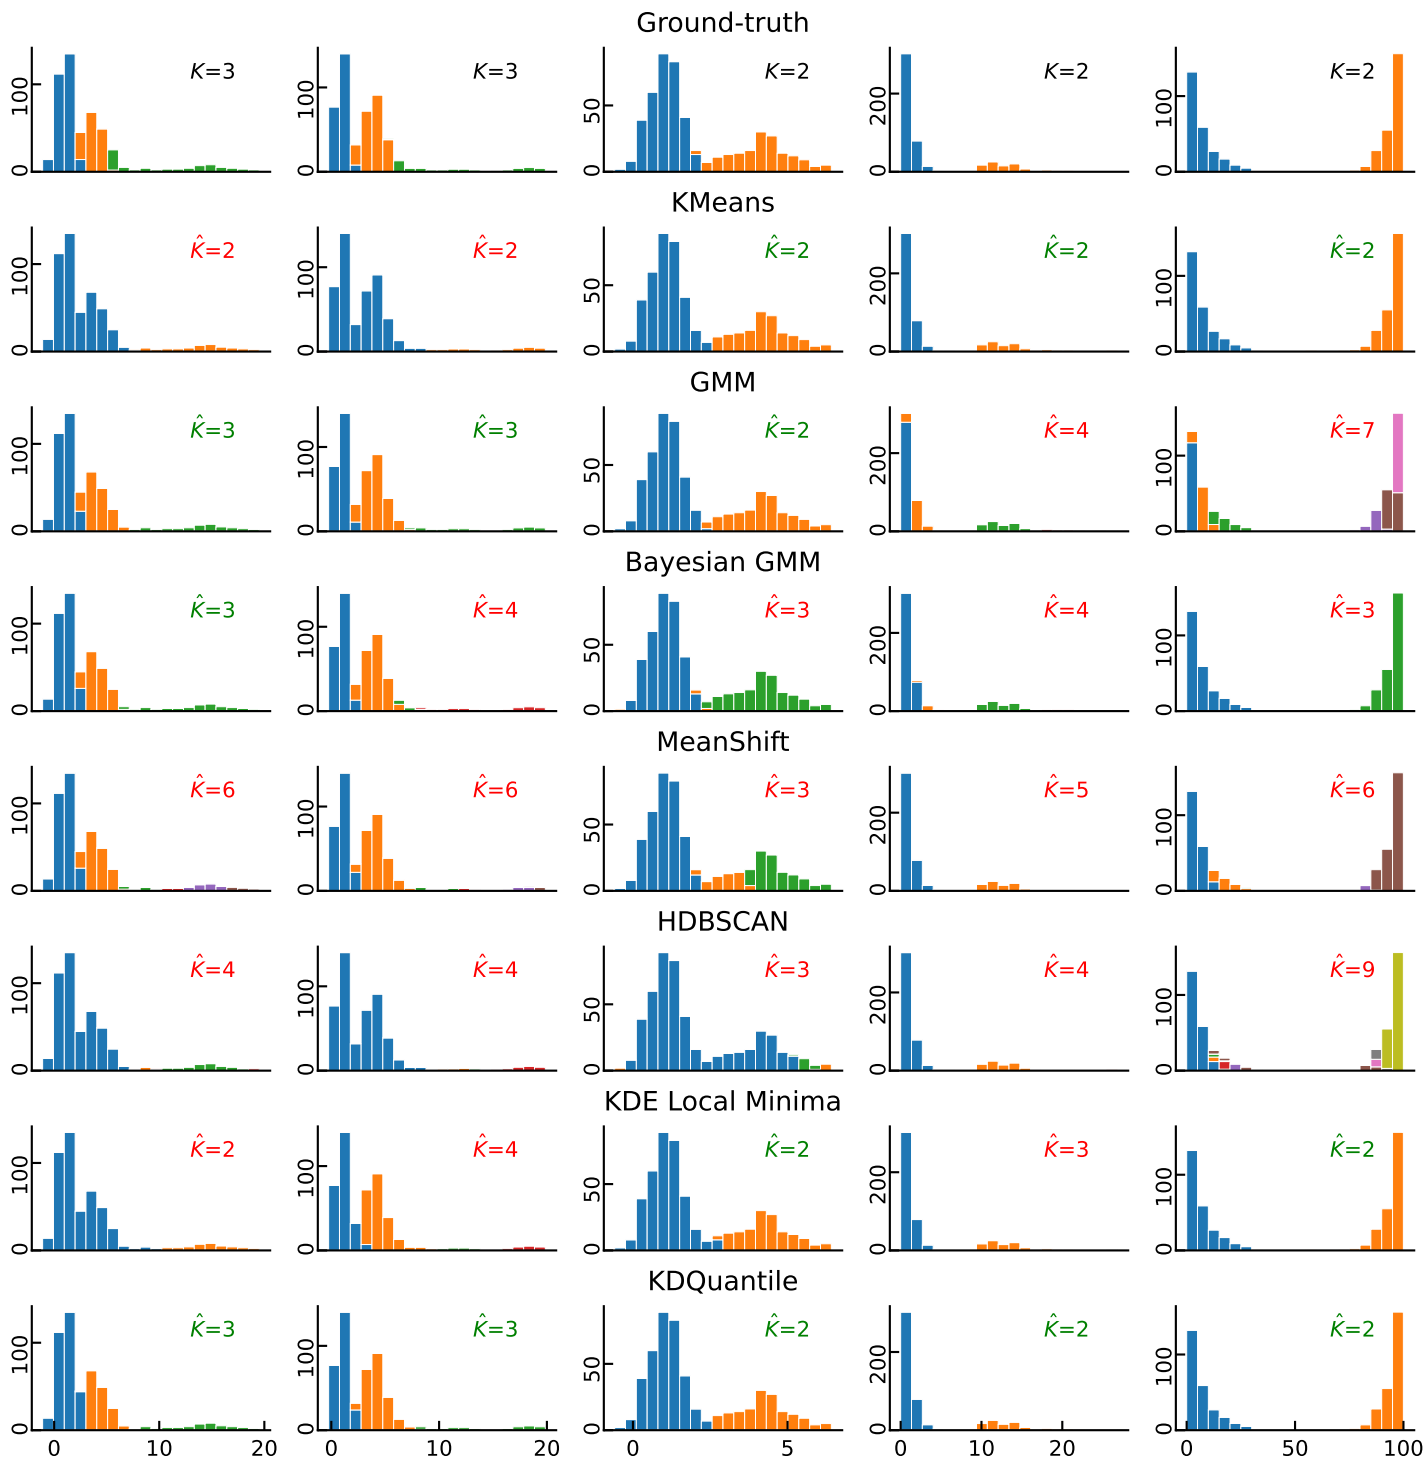 Ground-truth
K=3 K=3 K=2 K=2 K=2
100 100 50 200 100
0 0 0 0 0
KMeans
K̂=2 K̂=2 K̂=2 K̂=2 K̂=2
100 100 50 200 100
0 0 0 0 0
GMM
K̂=3 K̂=3 K̂=2 K̂=4 K̂=7
100 100 50 200 100
0 0 0 0 0
Bayesian GMM
K̂=3 K̂=4 K̂=3 K̂=4 K̂=3
100 100 50 200 100
0 0 0 0 0
MeanShift
K̂=6 K̂=6 K̂=3 K̂=5 K̂=6
100 100 50 200 100
0 0 0 0 0
HDBSCAN
K̂=4 K̂=4 K̂=3 K̂=4 K̂=9
100 100 50 200 100
0 0 0 0 0
KDE Local Minima
K̂=2 K̂=4 K̂=2 K̂=3 K̂=2
100 100 50 200 100
0 0 0 0 0
KDQuantile
K̂=3 K̂=3 K̂=2 K̂=2 K̂=2
100 100 50 200 100
0 0 0 0 0
0 20 0 10 20 0 5 0 10 20 0 50 100